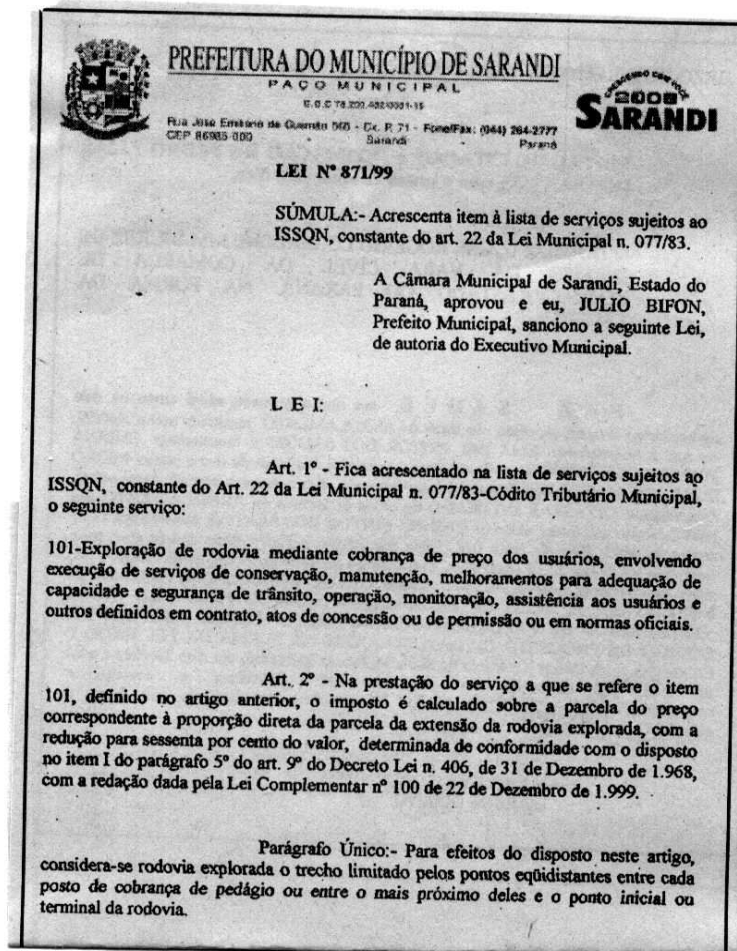 PREFEITURA DO MUNICÍPIO DE SARANDI
PAÇO MUNICIPAL
C.G.C 78.200.482/0001-15
Rua José Emiliano de Gusmão 565 - Cx. P. 71 - Fone/Fax: (044) 264-2777
CEP 86985-000 - Sarandi - Paraná
CRESCENDO COM VOCÊ
2000
SARANDI
LEI Nº 871/99
SÚMULA:- Acrescenta item à lista de serviços sujeitos ao
ISSQN, constante do art. 22 da Lei Municipal n. 077/83.
A Câmara Municipal de Sarandi, Estado do
Paraná, aprovou e eu, JULIO BIFON,
Prefeito Municipal, sanciono a seguinte Lei,
de autoria do Executivo Municipal.
L E I:
Art. 1º - Fica acrescentado na lista de serviços sujeitos ao
ISSQN, constante do Art. 22 da Lei Municipal n. 077/83-Códito Tributário Municipal,
o seguinte serviço:
101-Exploração de rodovia mediante cobrança de preço dos usuários, envolvendo
execução de serviços de conservação, manutenção, melhoramentos para adequação de
capacidade e segurança de trânsito, operação, monitoração, assistência aos usuários e
outros definidos em contrato, atos de concessão ou de permissão ou em normas oficiais.
Art. 2º - Na prestação do serviço a que se refere o item
101, definido no artigo anterior, o imposto é calculado sobre a parcela do preço
correspondente à proporção direta da parcela da extensão da rodovia explorada, com a
redução para sessenta por cento do valor, determinada de conformidade com o disposto
no item I do parágrafo 5º do art. 9º do Decreto Lei n. 406, de 31 de Dezembro de 1.968,
com a redação dada pela Lei Complementar nº 100 de 22 de Dezembro de 1.999.
Parágrafo Único:- Para efeitos do disposto neste artigo,
considera-se rodovia explorada o trecho limitado pelos pontos eqüidistantes entre cada
posto de cobrança de pedágio ou entre o mais próximo deles e o ponto inicial ou
terminal da rodovia.